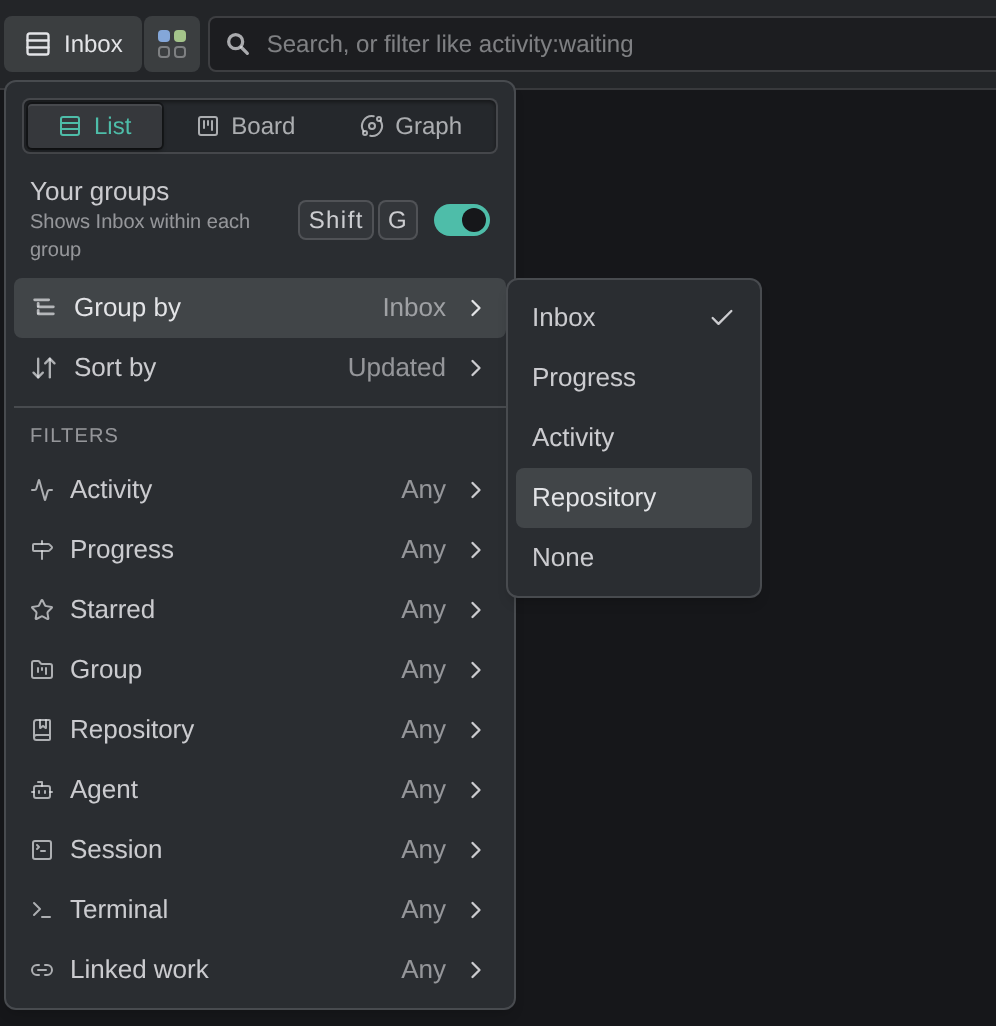 Inbox
Search, or filter like activity:waiting
List Board Graph
Your groups
Shows Inbox within each
group
Shift G
Group by Inbox
Sort by Updated
FILTERS
Activity Any
Progress Any
Starred Any
Group Any
Repository Any
Agent Any
Session Any
Terminal Any
Linked work Any
Inbox
Progress
Activity
Repository
None